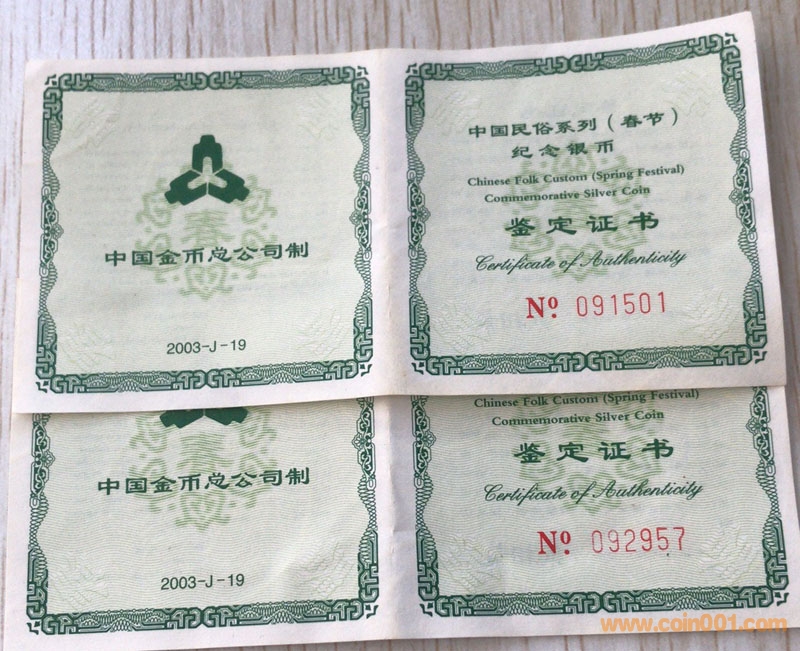 春
中国金币总公司制
2003-J-19
中国民俗系列（春节）
纪念银币
Chinese Folk Custom (Spring Festival)
Commemorative Silver Coin
鉴定证书
Certificate of Authenticity
Nº 091501
中国金币总公司制
2003-J-19
Chinese Folk Custom (Spring Festival)
Commemorative Silver Coin
鉴定证书
Certificate of Authenticity
Nº 092957
www.coin001.com